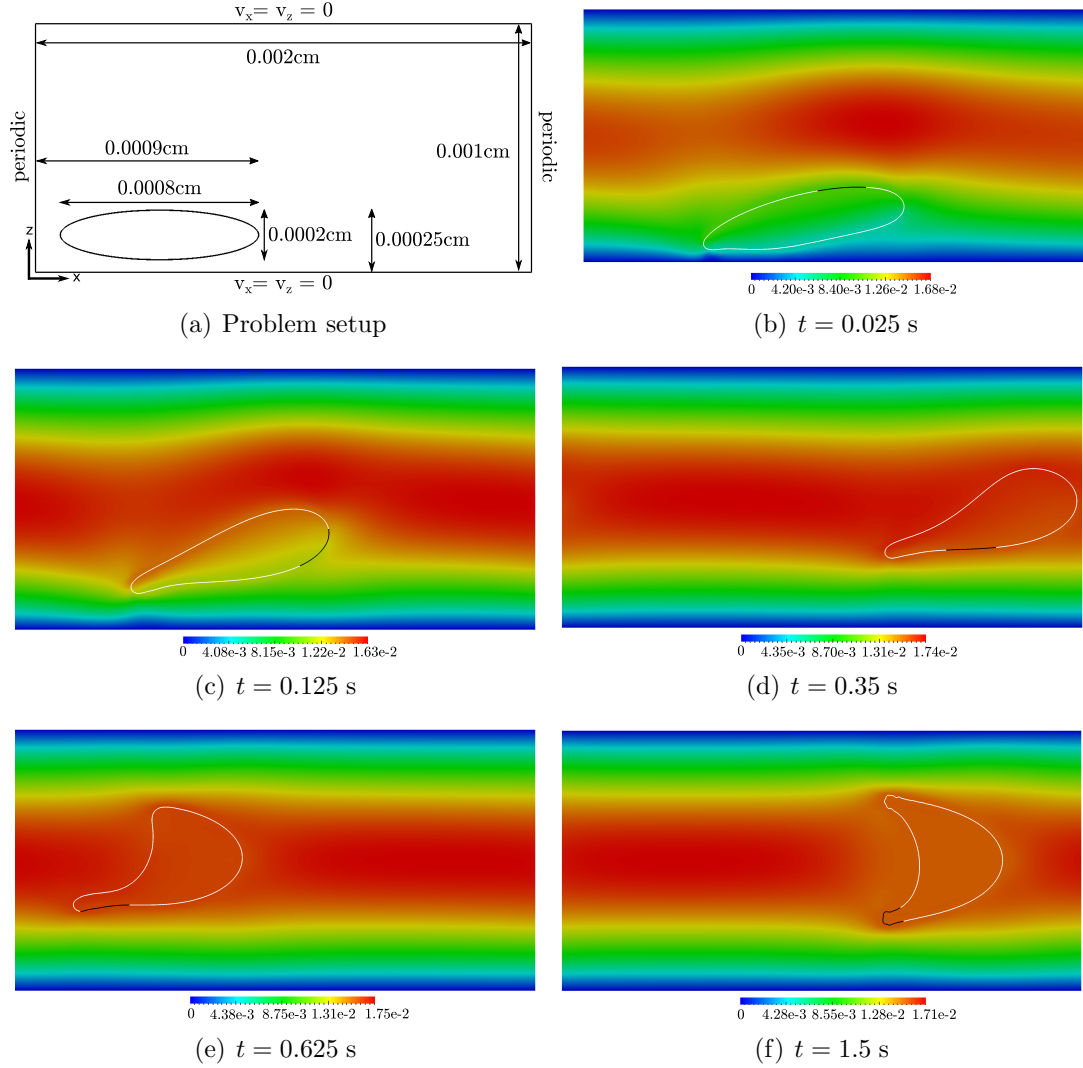 vx= vz = 0
0.002cm
periodic
periodic
0.0009cm
0.001cm
0.0008cm
0.0002cm
0.00025cm
z
x
vx= vz = 0
(a) Problem setup
0 4.20e-3 8.40e-3 1.26e-2 1.68e-2
(b) t = 0.025 s
0 4.08e-3 8.15e-3 1.22e-2 1.63e-2
(c) t = 0.125 s
0 4.35e-3 8.70e-3 1.31e-2 1.74e-2
(d) t = 0.35 s
0 4.38e-3 8.75e-3 1.31e-2 1.75e-2
(e) t = 0.625 s
0 4.28e-3 8.55e-3 1.28e-2 1.71e-2
(f) t = 1.5 s